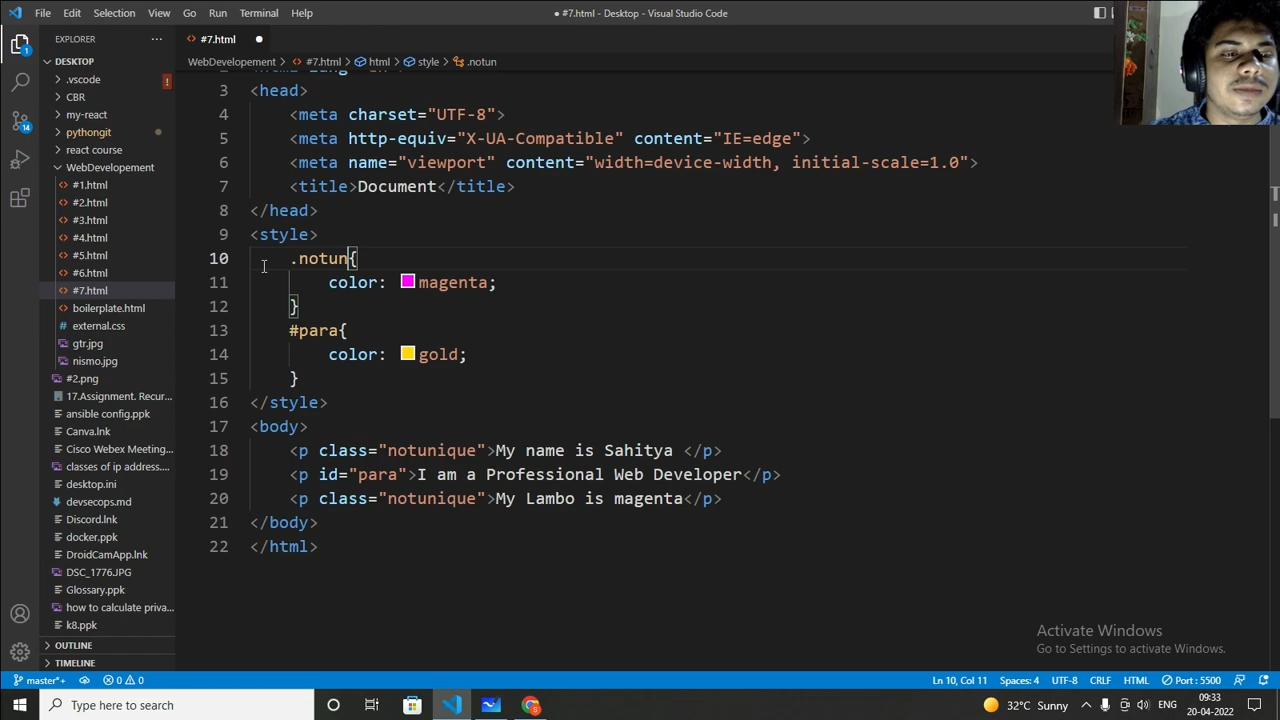 File Edit Selection View Go Run Terminal Help
● #7.html - Desktop - Visual Studio Code
EXPLORER
DESKTOP
.vscode
CBR
my-react
pythongit
react course
WebDevelopement
#1.html
#2.html
#3.html
#4.html
#5.html
#6.html
#7.html
boilerplate.html
external.css
gtr.jpg
nismo.jpg
#2.png
17.Assignment. Recur...
ansible config.ppk
Canva.lnk
Cisco Webex Meeting...
classes of ip address....
desktop.ini
devsecops.md
Discord.lnk
docker.ppk
DroidCamApp.lnk
DSC_1776.JPG
Glossary.ppk
how to calculate priva...
k8.ppk
OUTLINE
TIMELINE
1
14
!
#7.html ●
WebDevelopement > #7.html > html > style > .notun
3 <head>
4 <meta charset="UTF-8">
5 <meta http-equiv="X-UA-Compatible" content="IE=edge">
6 <meta name="viewport" content="width=device-width, initial-scale=1.0">
7 <title>Document</title>
8 </head>
9 <style>
10 .notun{
11 color: magenta;
12 }
13 #para{
14 color: gold;
15 }
16 </style>
17 <body>
18 <p class="notunique">My name is Sahitya </p>
19 <p id="para">I am a Professional Web Developer</p>
20 <p class="notunique">My Lambo is magenta</p>
21 </body>
22 </html>
Activate Windows
Go to Settings to activate Windows.
master*+ 0 0 Ln 10, Col 11 Spaces: 4 UTF-8 CRLF HTML Port : 5500
Type here to search
32°C Sunny ENG 09:33
20-04-2022